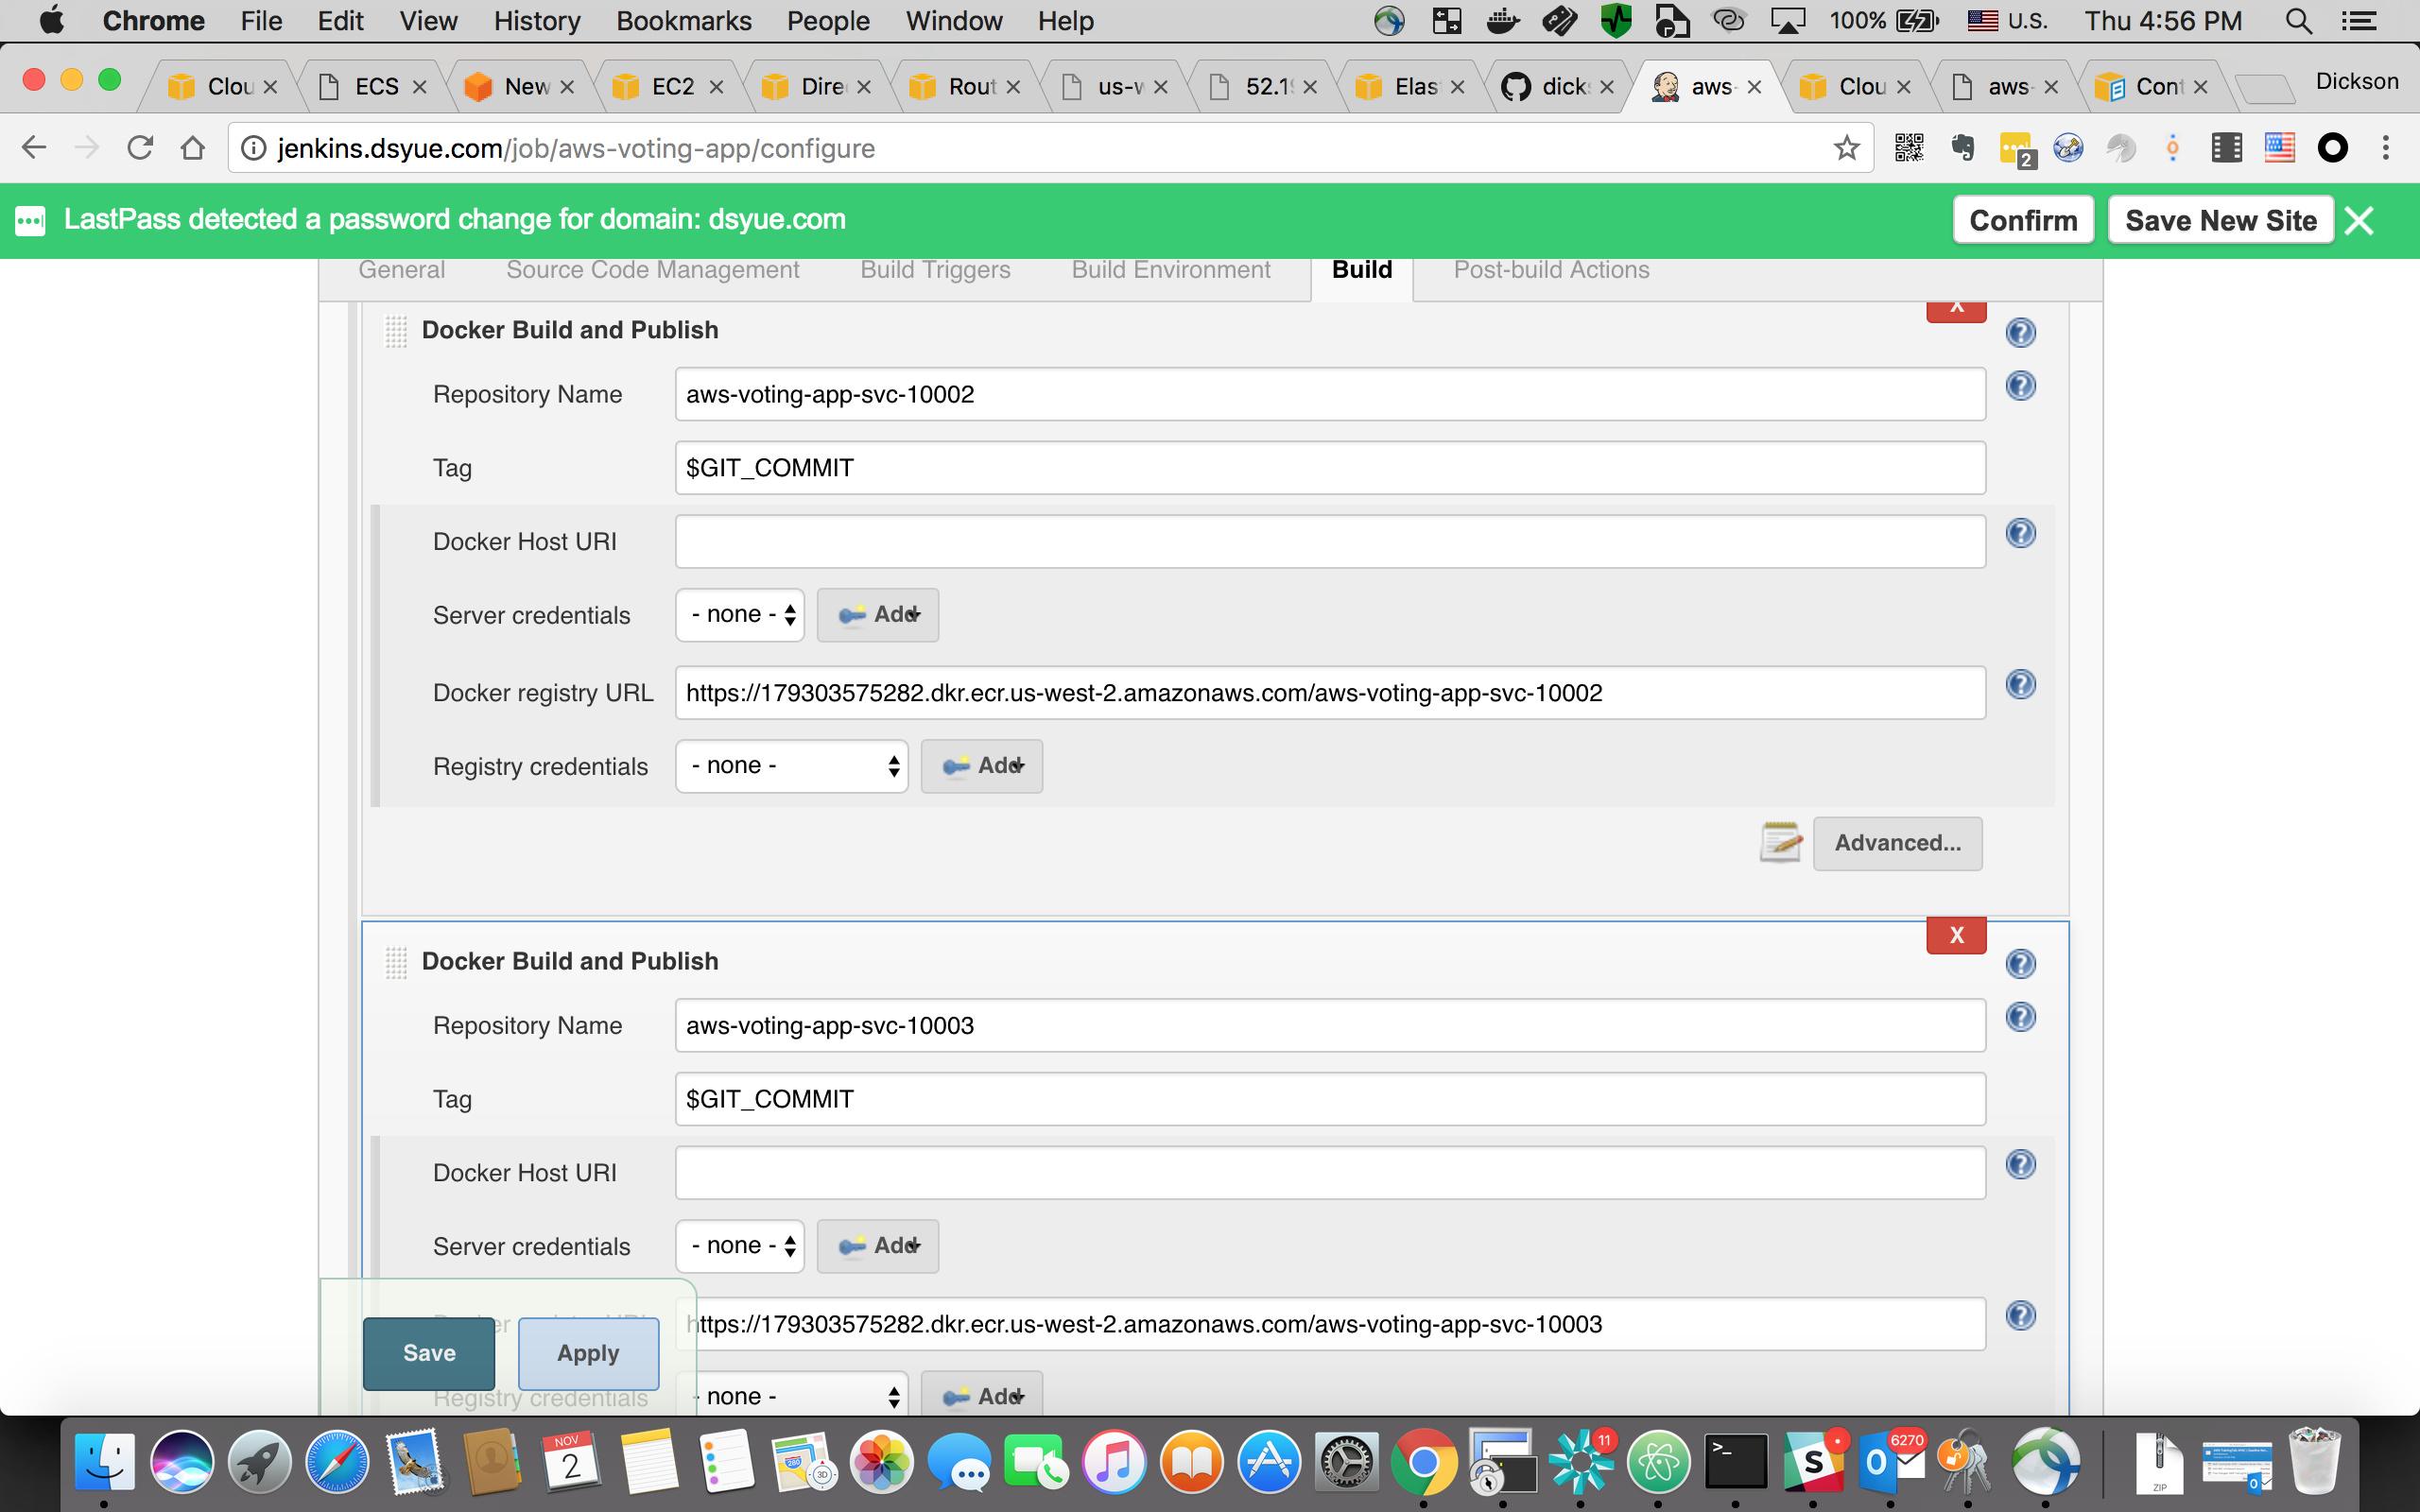 Chrome File Edit View History Bookmarks People Window Help 100% U.S. Thu 4:56 PM
Clou ECS New EC2 Dire Rout us-w 52.1 Elas dick aws- Clou aws- Cont Dickson
jenkins.dsyue.com/job/aws-voting-app/configure 2
LastPass detected a password change for domain: dsyue.com Confirm Save New Site
General Source Code Management Build Triggers Build Environment Build Post-build Actions
X
Docker Build and Publish
Repository Name aws-voting-app-svc-10002
Tag $GIT_COMMIT
Docker Host URI
Server credentials - none - Add
Docker registry URL https://179303575282.dkr.ecr.us-west-2.amazonaws.com/aws-voting-app-svc-10002
Registry credentials - none - Add
Advanced...
X
Docker Build and Publish
Repository Name aws-voting-app-svc-10003
Tag $GIT_COMMIT
Docker Host URI
Server credentials - none - Add
https://179303575282.dkr.ecr.us-west-2.amazonaws.com/aws-voting-app-svc-10003
Save Apply
Registry credentials - none - Add
NOV
2
280
3D
11
>_
S
O
6270
ZIP